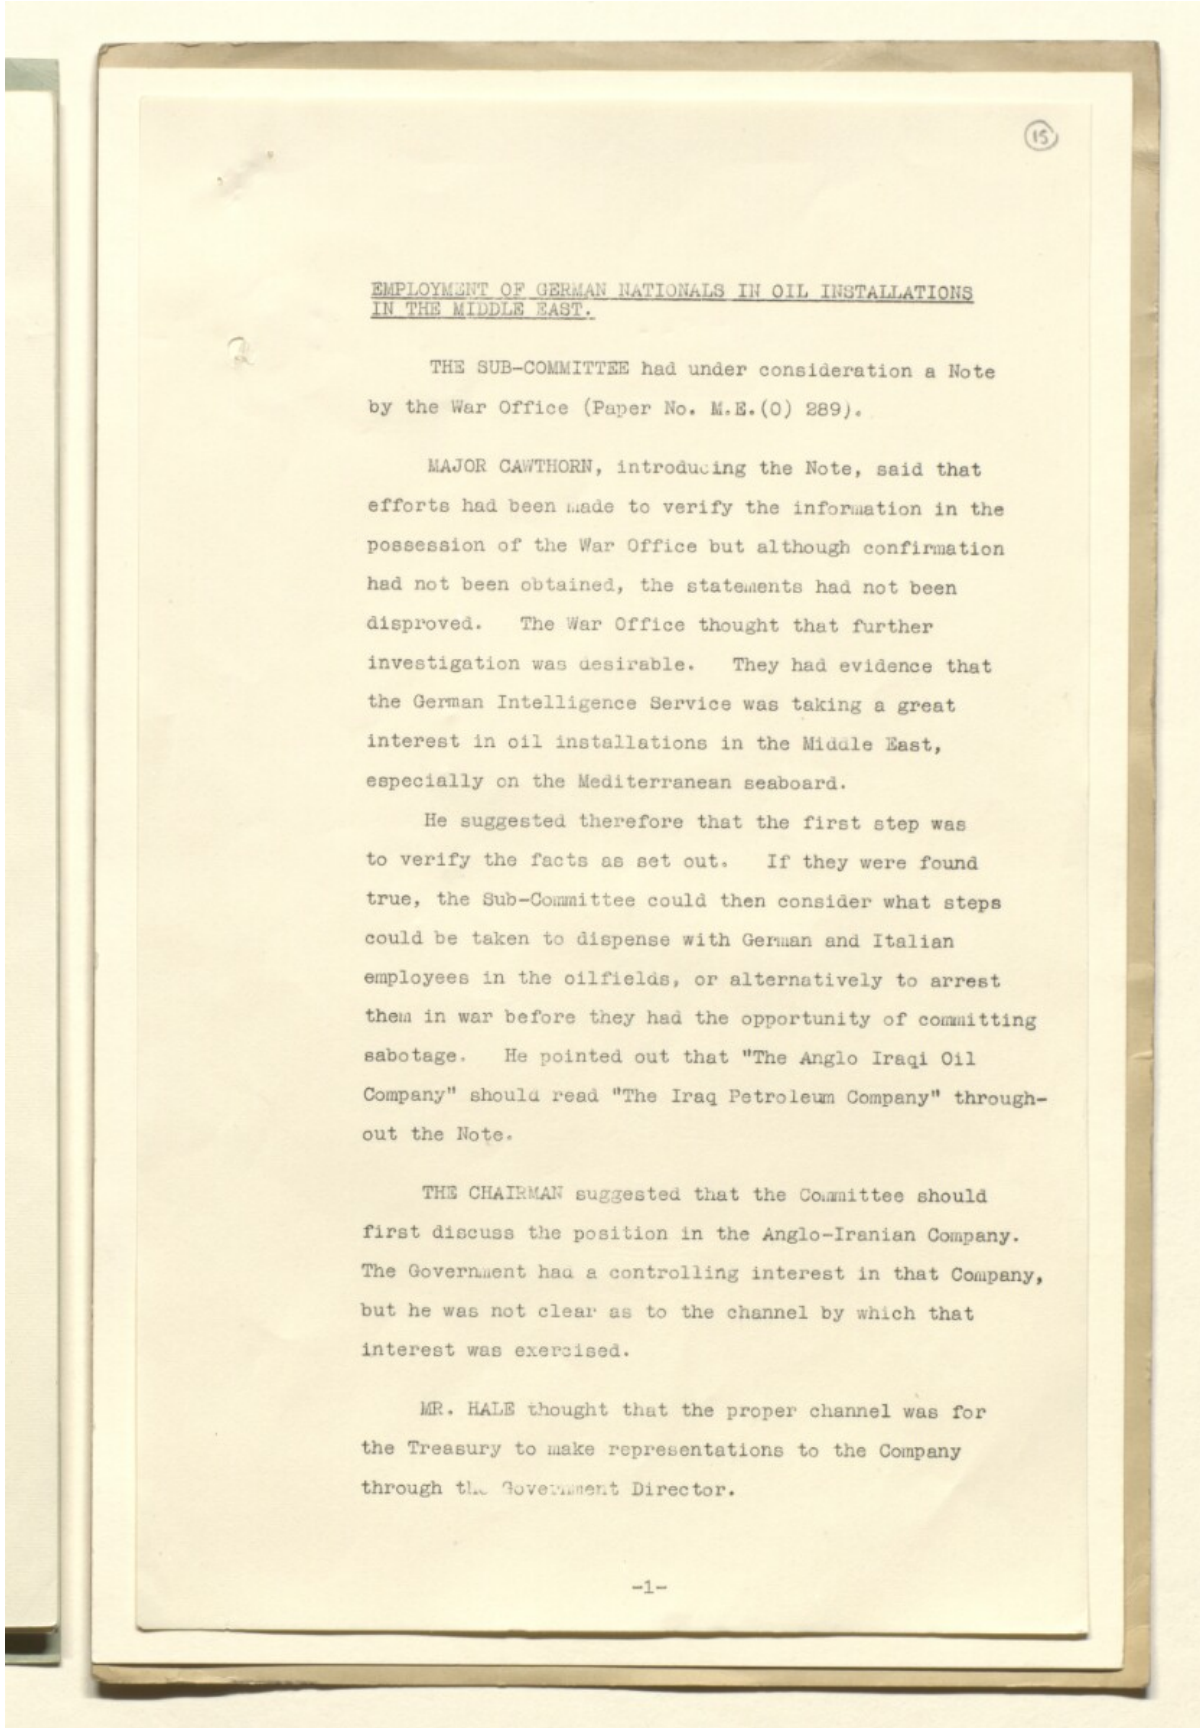 15
EMPLOYMENT OF GERMAN NATIONALS IN OIL INSTALLATIONS
IN THE MIDDLE EAST.
THE SUB-COMMITTEE had under consideration a Note
by the War Office (Paper No. M.E.(O) 289).
MAJOR CAWTHORN, introducing the Note, said that
efforts had been made to verify the information in the
possession of the War Office but although confirmation
had not been obtained, the statements had not been
disproved. The War Office thought that further
investigation was desirable. They had evidence that
the German Intelligence Service was taking a great
interest in oil installations in the Middle East,
especially on the Mediterranean seaboard.
He suggested therefore that the first step was
to verify the facts as set out. If they were found
true, the Sub-Committee could then consider what steps
could be taken to dispense with German and Italian
employees in the oilfields, or alternatively to arrest
them in war before they had the opportunity of committing
sabotage. He pointed out that "The Anglo Iraqi Oil
Company" should read "The Iraq Petroleum Company" through-
out the Note.
THE CHAIRMAN suggested that the Committee should
first discuss the position in the Anglo-Iranian Company.
The Government had a controlling interest in that Company,
but he was not clear as to the channel by which that
interest was exercised.
MR. HALE thought that the proper channel was for
the Treasury to make representations to the Company
through the Government Director.
-1-